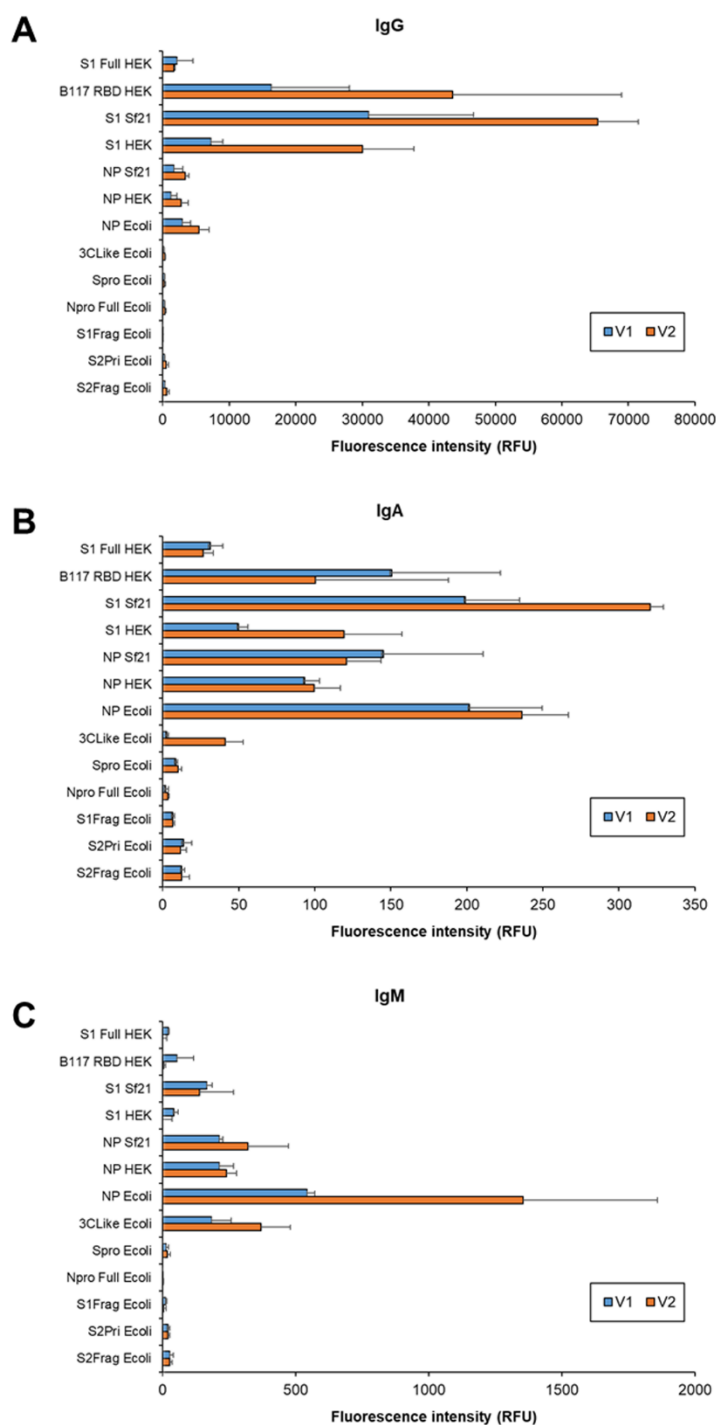 A
IgG
S1 Full HEK
B117 RBD HEK
S1 Sf21
S1 HEK
NP Sf21
NP HEK
NP Ecoli
3CLike Ecoli
Spro Ecoli
Npro Full Ecoli
S1Frag Ecoli
S2Pri Ecoli
S2Frag Ecoli
V1 V2
0 10000 20000 30000 40000 50000 60000 70000 80000
Fluorescence intensity (RFU)
B
IgA
S1 Full HEK
B117 RBD HEK
S1 Sf21
S1 HEK
NP Sf21
NP HEK
NP Ecoli
3CLike Ecoli
Spro Ecoli
Npro Full Ecoli
S1Frag Ecoli
S2Pri Ecoli
S2Frag Ecoli
V1 V2
0 50 100 150 200 250 300 350
Fluorescence intensity (RFU)
C
IgM
S1 Full HEK
B117 RBD HEK
S1 Sf21
S1 HEK
NP Sf21
NP HEK
NP Ecoli
3CLike Ecoli
Spro Ecoli
Npro Full Ecoli
S1Frag Ecoli
S2Pri Ecoli
S2Frag Ecoli
V1 V2
0 500 1000 1500 2000
Fluorescence intensity (RFU)